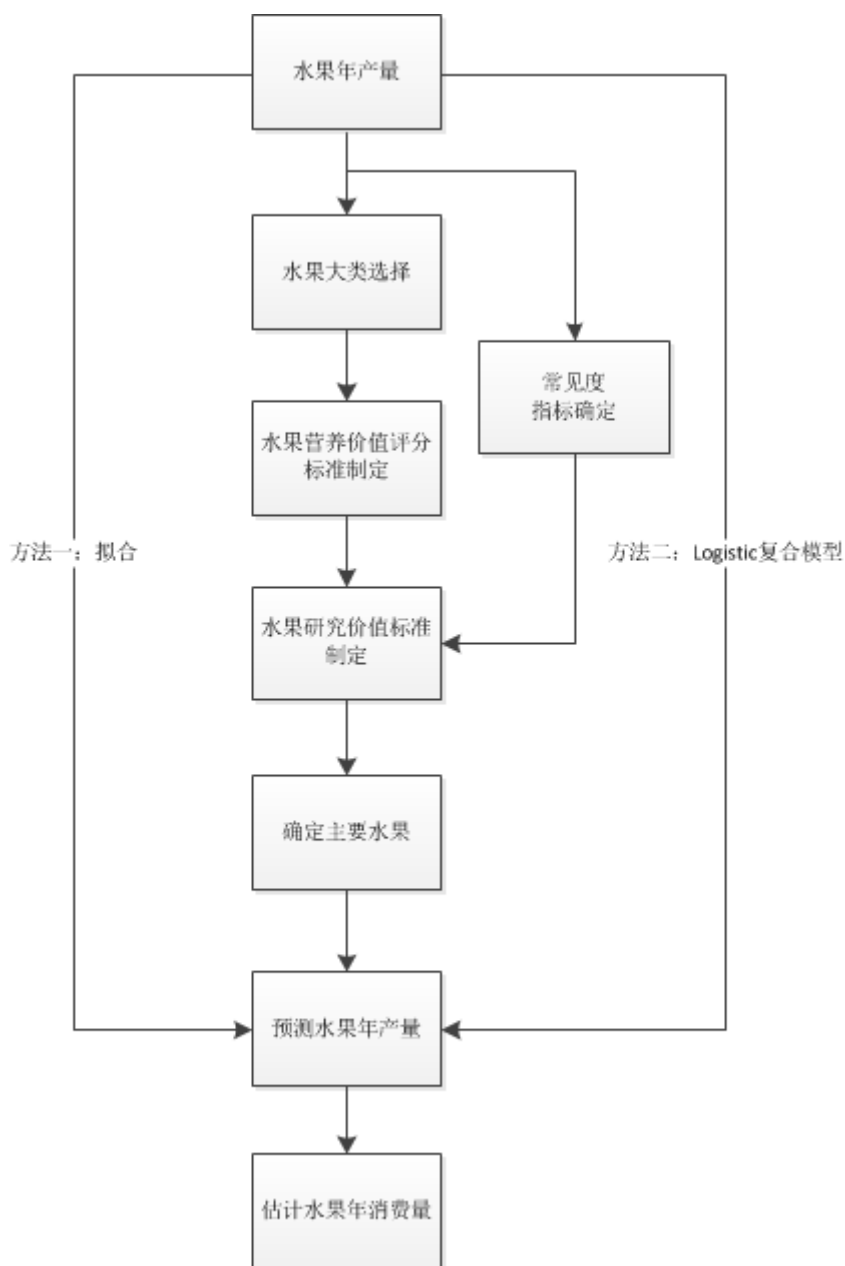 水果年产量
水果大类选择
常见度
指标确定
水果营养价值评分
标准制定
方法一：拟合
方法二：Logistic复合模型
水果研究价值标准
制定
确定主要水果
预测水果年产量
估计水果年消费量